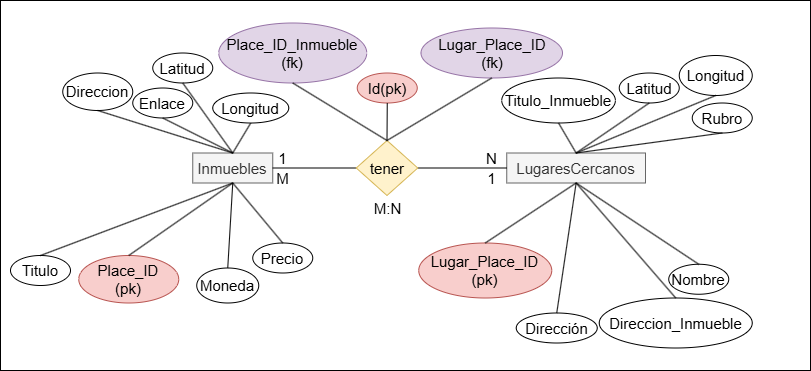 Place_ID_Inmueble
(fk)
Lugar_Place_ID
(fk)
Latitud
Direccion
Enlace
Longitud
Id(pk)
Titulo_Inmueble
Latitud
Longitud
Rubro
Inmuebles
1
M
tener
M:N
N
1
LugaresCercanos
Titulo
Place_ID
(pk)
Moneda
Precio
Lugar_Place_ID
(pk)
Dirección
Direccion_Inmueble
Nombre